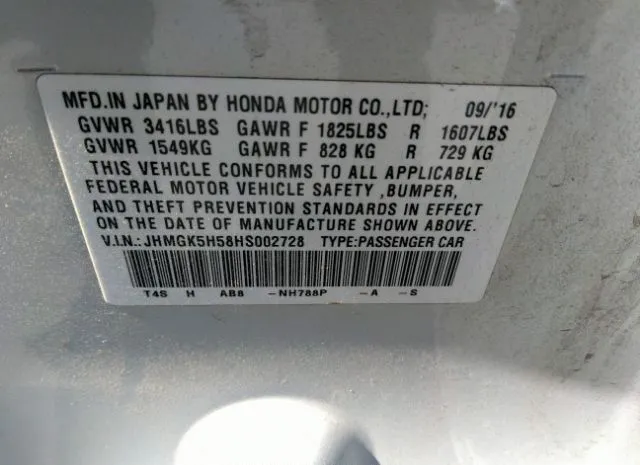 MFD.IN JAPAN BY HONDA MOTOR CO.,LTD; 09/'16
GVWR 3416LBS GAWR F 1825LBS R 1607LBS
GVWR 1549KG GAWR F 828 KG R 729 KG
THIS VEHICLE CONFORMS TO ALL APPLICABLE
FEDERAL MOTOR VEHICLE SAFETY ,BUMPER,
AND THEFT PREVENTION STANDARDS IN EFFECT
ON THE DATE OF MANUFACTURE SHOWN ABOVE.
V.I.N.: JHMGK5H58HS002728 TYPE:PASSENGER CAR
T4S H AB8 -NH788P -A -S